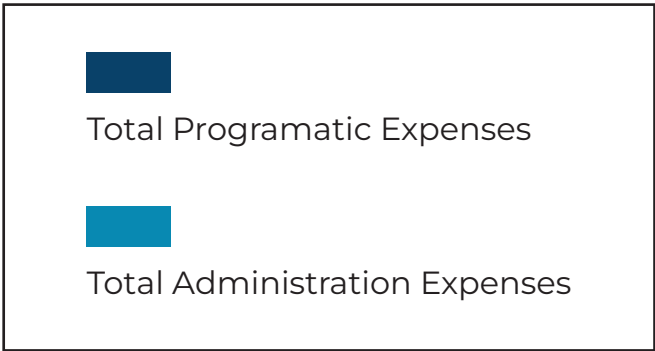 Total Programatic Expenses
Total Administration Expenses